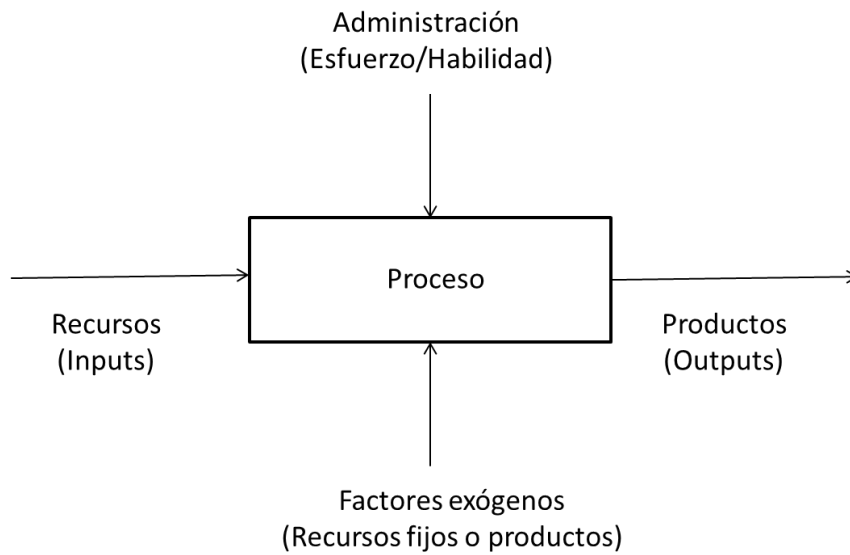 Administración
(Esfuerzo/Habilidad)
Proceso
Recursos
(Inputs)
Productos
(Outputs)
Factores exógenos
(Recursos fijos o productos)